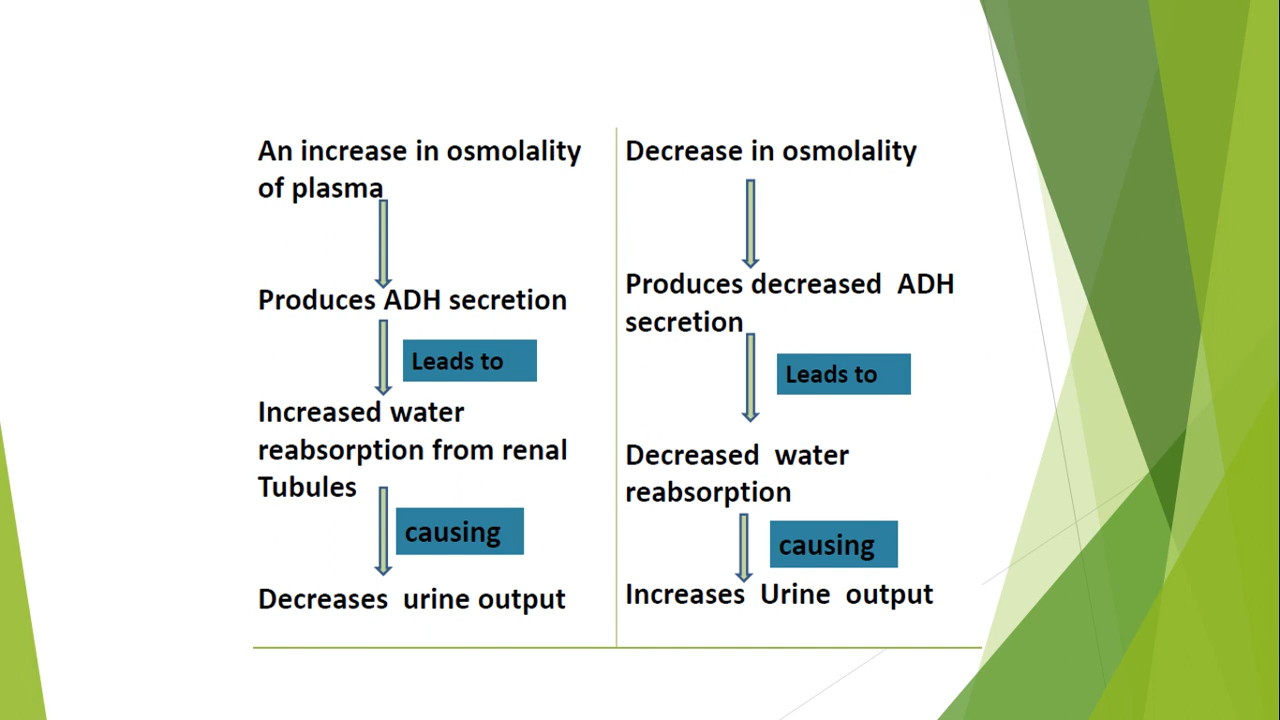 An increase in osmolality
of plasma
Produces ADH secretion
Leads to
Increased water
reabsorption from renal
Tubules
causing
Decreases urine output
Decrease in osmolality
Produces decreased ADH
secretion
Leads to
Decreased water
reabsorption
causing
Increases Urine output